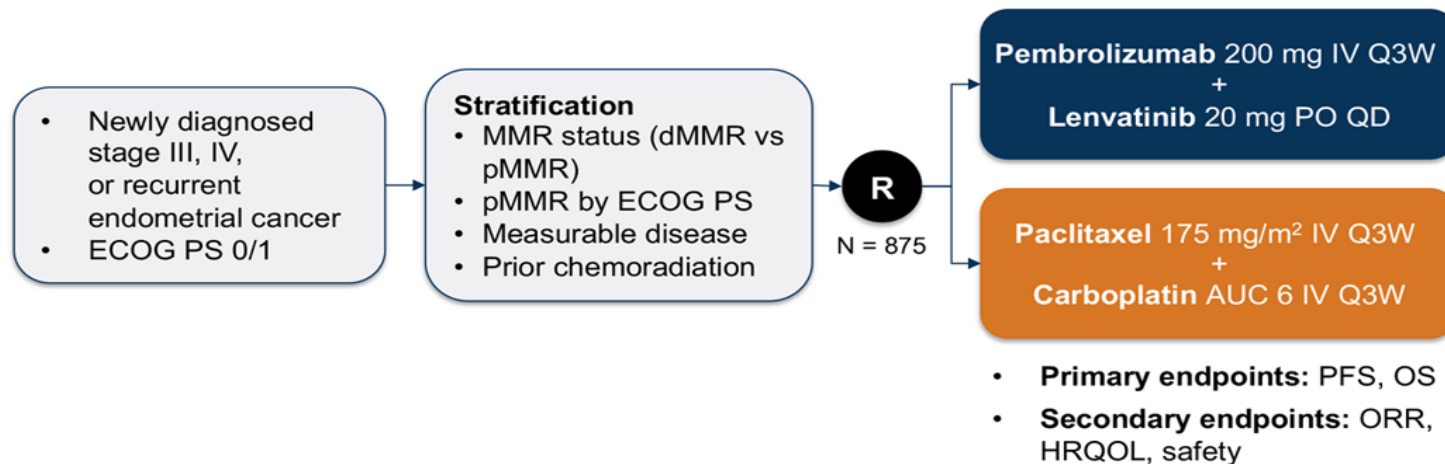 • Newly diagnosed
stage III, IV,
or recurrent
endometrial cancer
• ECOG PS 0/1
Stratification
• MMR status (dMMR vs
pMMR)
• pMMR by ECOG PS
• Measurable disease
• Prior chemoradiation
R
N = 875
Pembrolizumab 200 mg IV Q3W
+
Lenvatinib 20 mg PO QD
Paclitaxel 175 mg/m² IV Q3W
+
Carboplatin AUC 6 IV Q3W
• Primary endpoints: PFS, OS
• Secondary endpoints: ORR,
HRQOL, safety